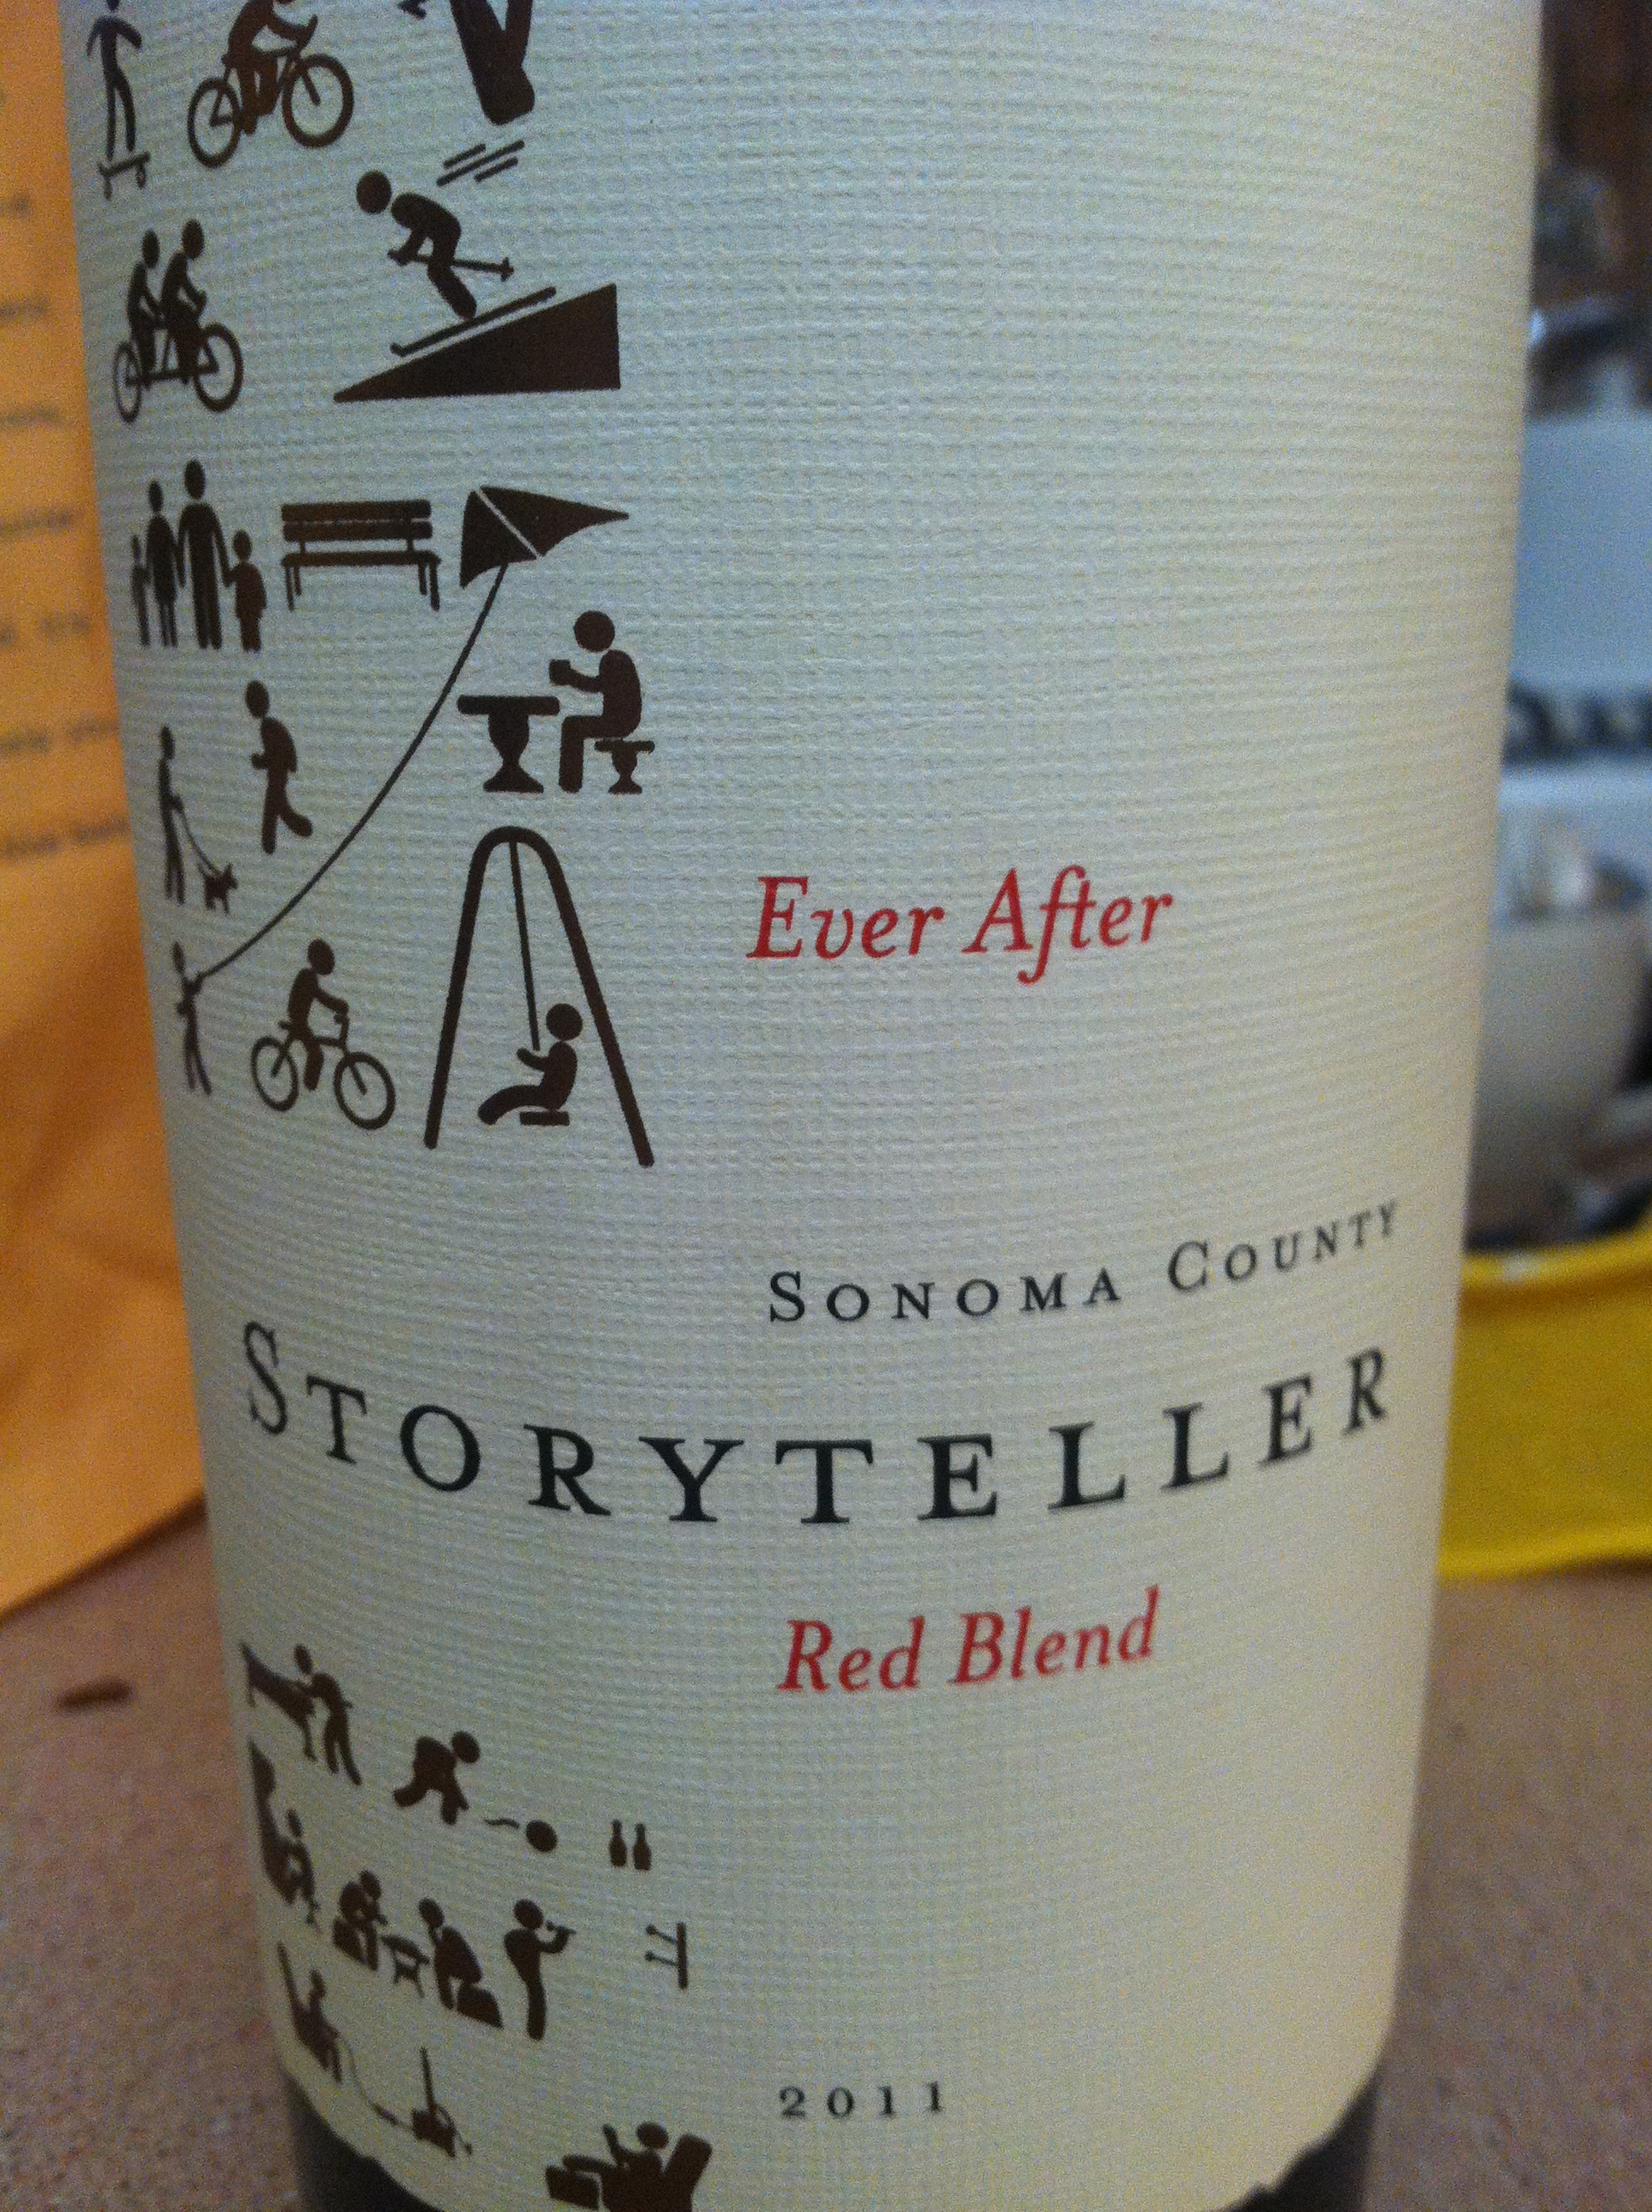 Ever After
SONOMA COUNTY
STORYTELLER
Red Blend
2011